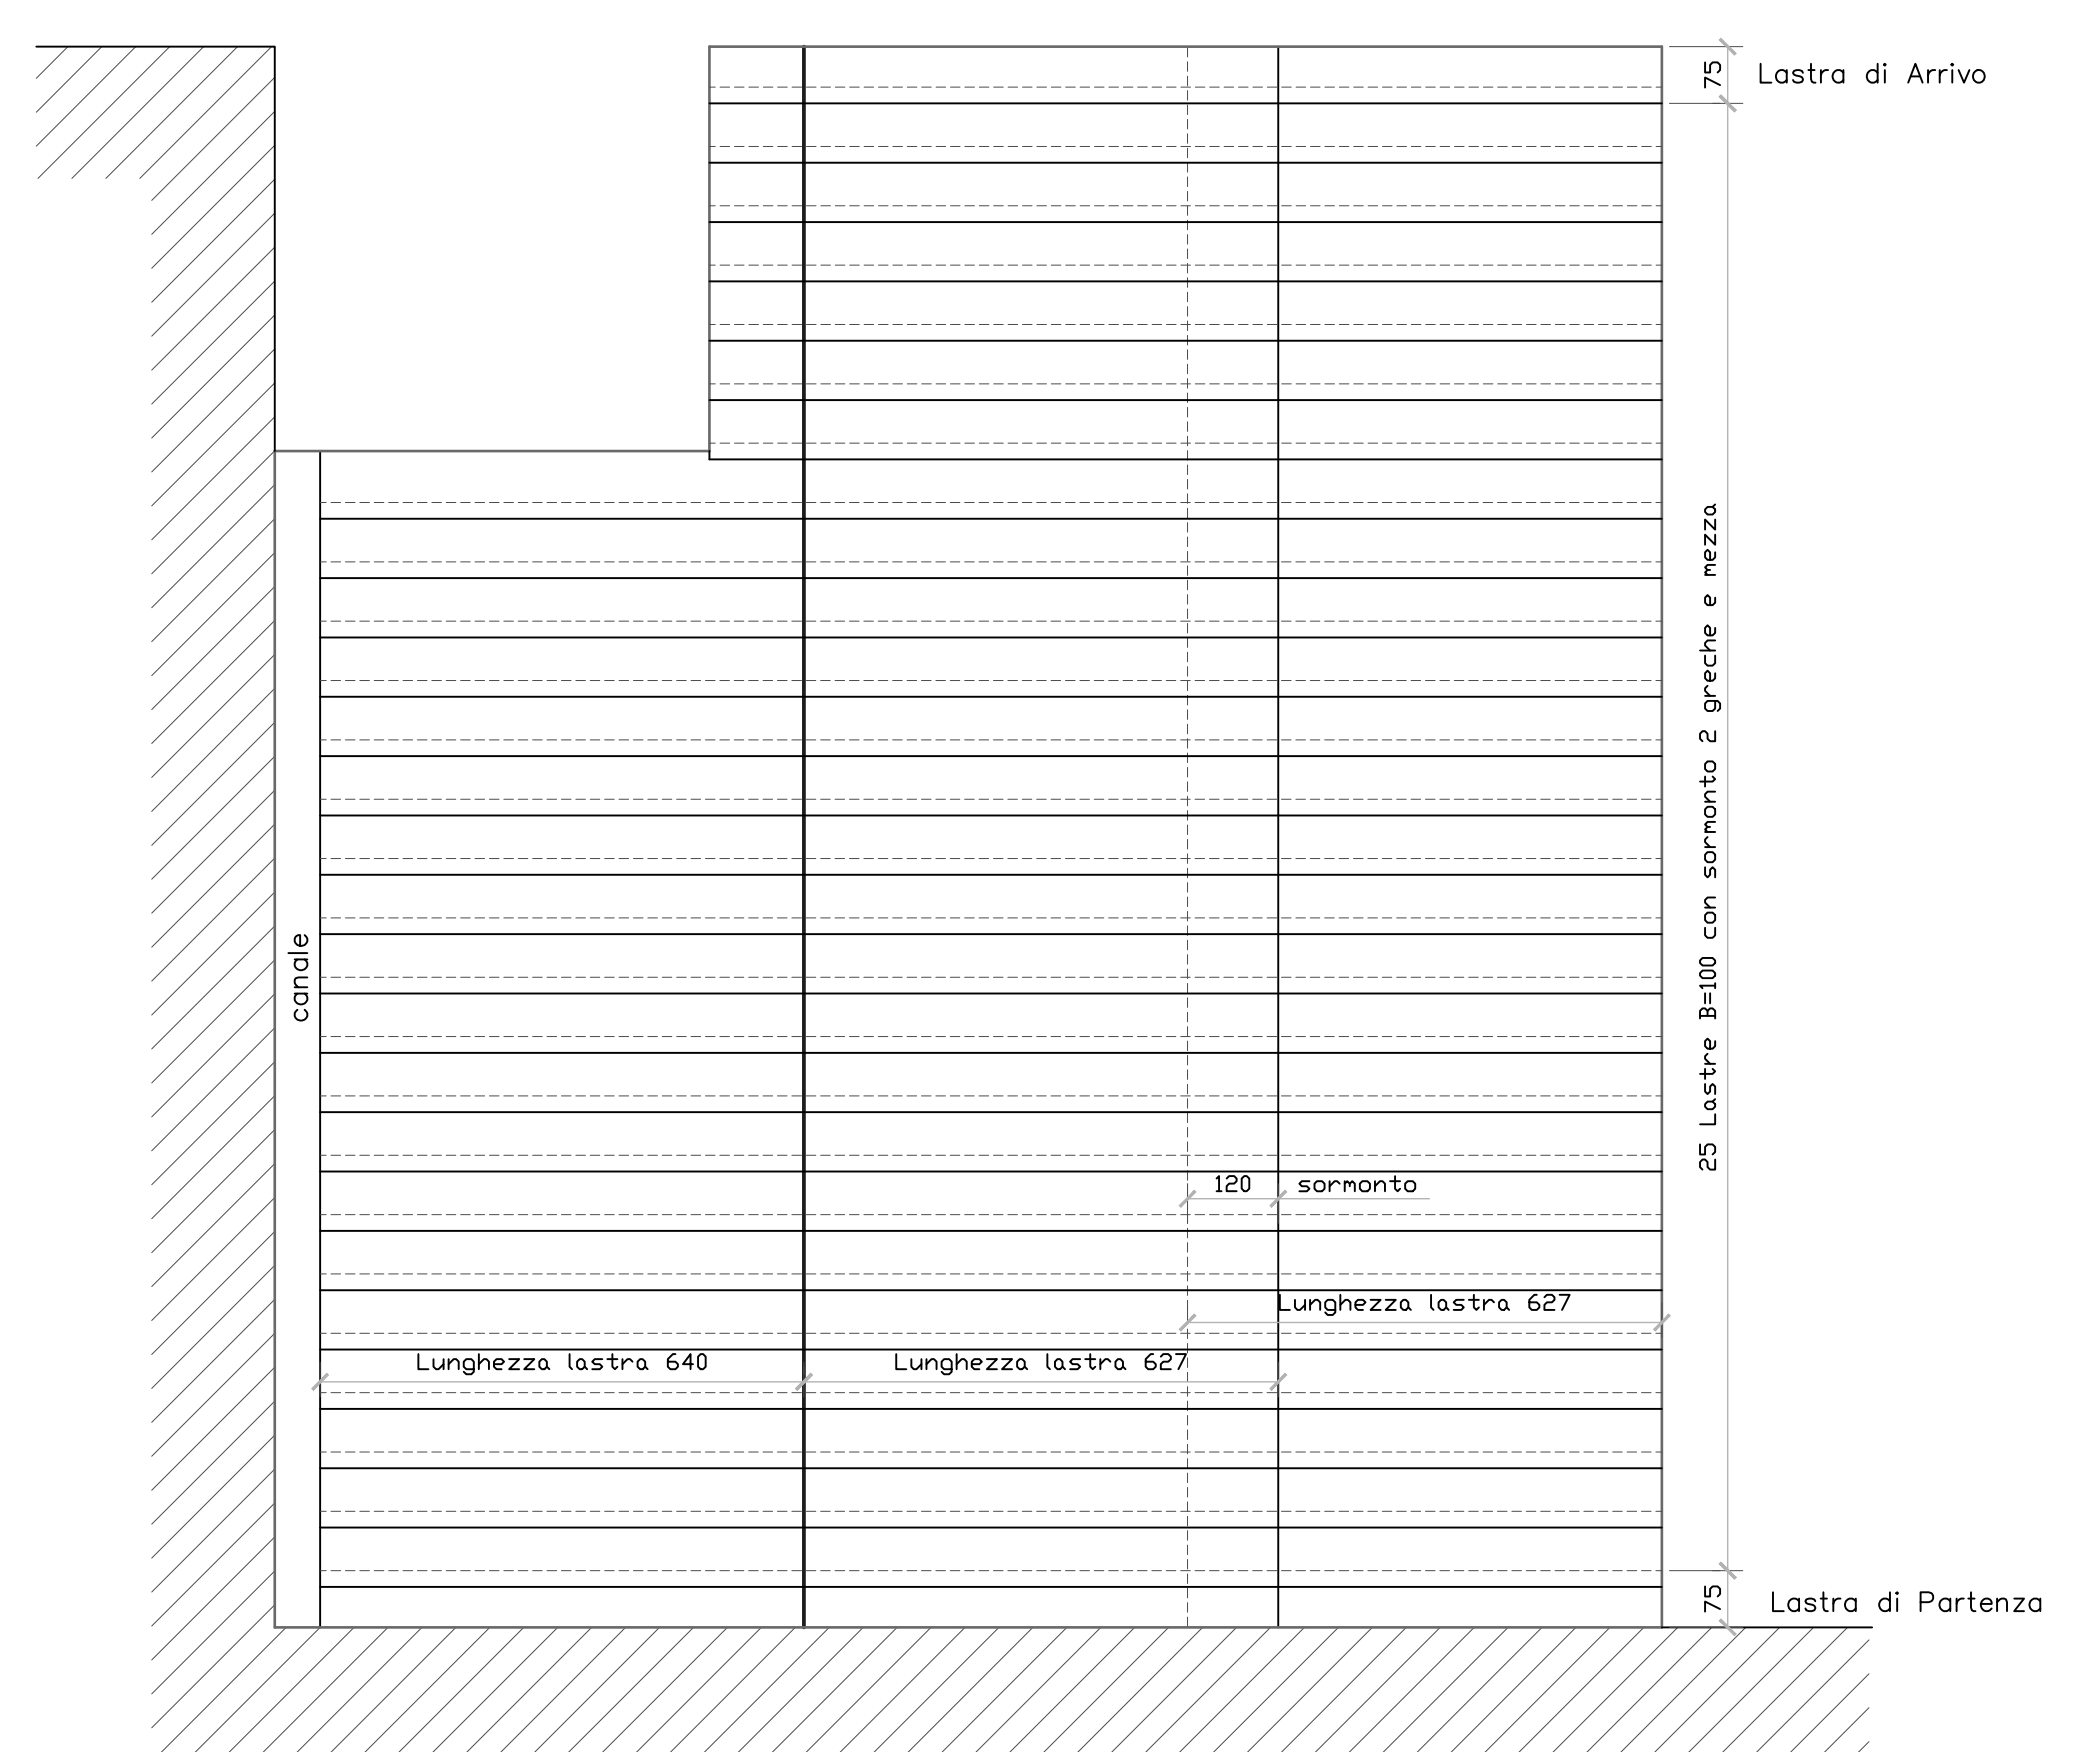 75
Lastra di Arrivo
25 Lastre B=100 con sormonto 2 greche e mezza
canale
120
sormonto
Lunghezza lastra 627
Lunghezza lastra 640
Lunghezza lastra 627
75
Lastra di Partenza